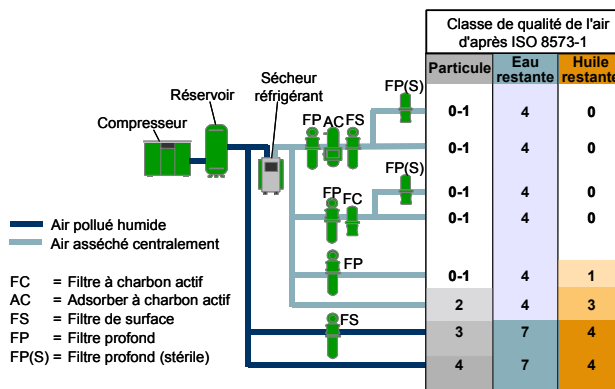 Classe de qualité de l'air
d'après ISO 8573-1
Particule
Eau
restante
Huile
restante
Compresseur
Réservoir
Sécheur
réfrigérant
FP AC FS
FP(S)
0-1 4 0
0-1 4 0
FP(S)
0-1 4 0
FP FC
0-1 4 0
FP
0-1 4 1
2 4 3
FS
3 7 4
4 7 4
Air pollué humide
Air asséché centralement
FC = Filtre à charbon actif
AC = Adsorber à charbon actif
FS = Filtre de surface
FP = Filtre profond
FP(S) = Filtre profond (stérile)